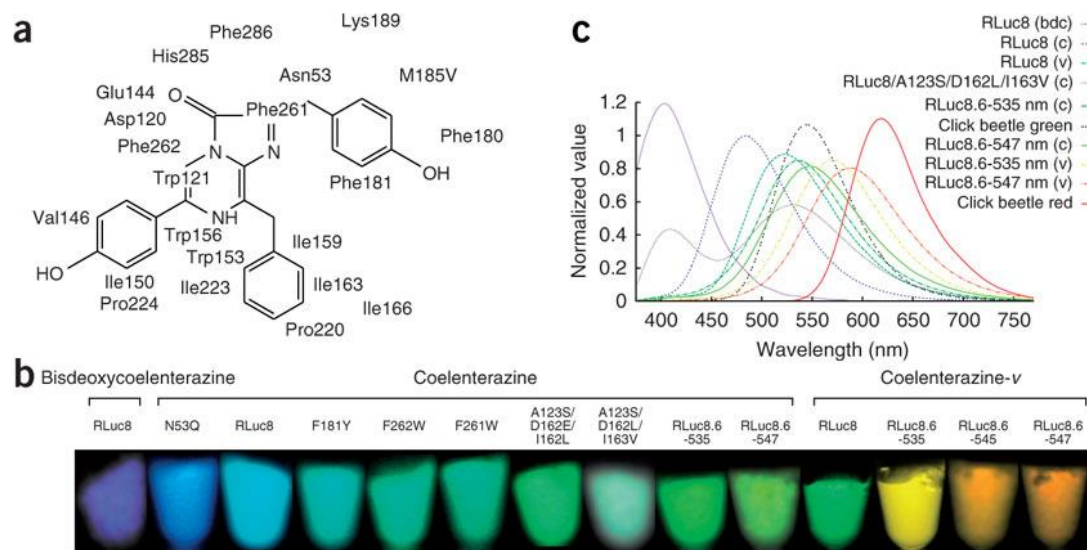 a
Lys189
Phe286
His285
Asn53
M185V
Glu144
O
Phe261
Asp120
Phe180
Phe262
N
N
OH
Phe181
Trp121
Val146
NH
Trp156
Ile159
Trp153
HO
Ile150
Ile223
Ile163
Pro224
Ile166
Pro220
c
RLuc8 (bdc)
RLuc8 (c)
RLuc8 (v)
RLuc8/A123S/D162L/I163V (c)
RLuc8.6-535 nm (c)
Click beetle green
RLuc8.6-547 nm (c)
RLuc8.6-535 nm (v)
RLuc8.6-547 nm (v)
Click beetle red
Normalized value
1.2
1
0.8
0.6
0.4
0.2
0
400 450 500 550 600 650 700 750
Wavelength (nm)
b
Bisdeoxycoelenterazine
Coelenterazine
Coelenterazine-v
RLuc8
N53Q
RLuc8
F181Y
F262W
F261W
A123S/
D162E/
I162L
A123S/
D162L/
I163V
RLuc8.6
-535
RLuc8.6
-547
RLuc8
RLuc8.6
-535
RLuc8.6
-545
RLuc8.6
-547